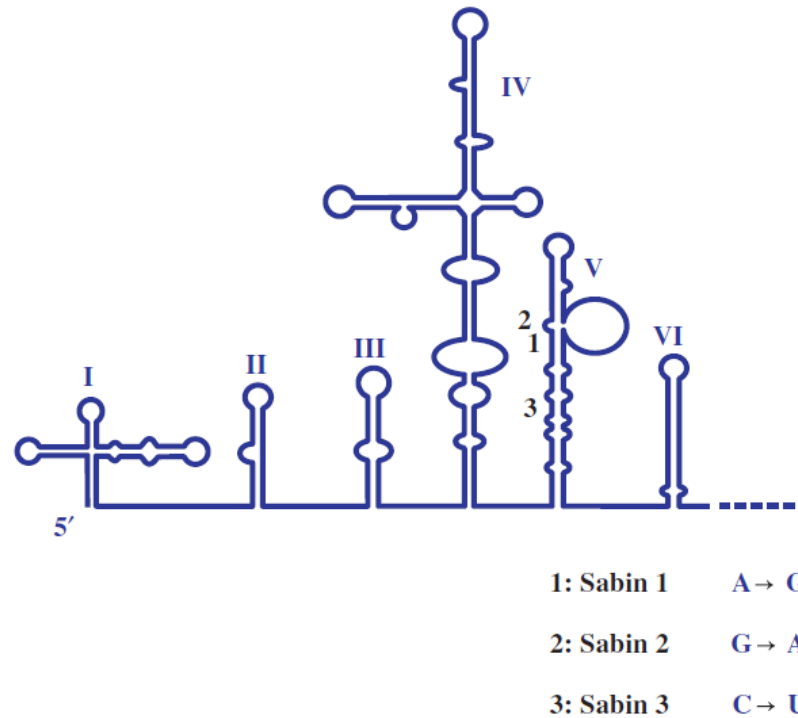 IV
V
2
1
VI
III
II
I
3
5′
1: Sabin 1 A →
2: Sabin 2 G → A
3: Sabin 3 C → U